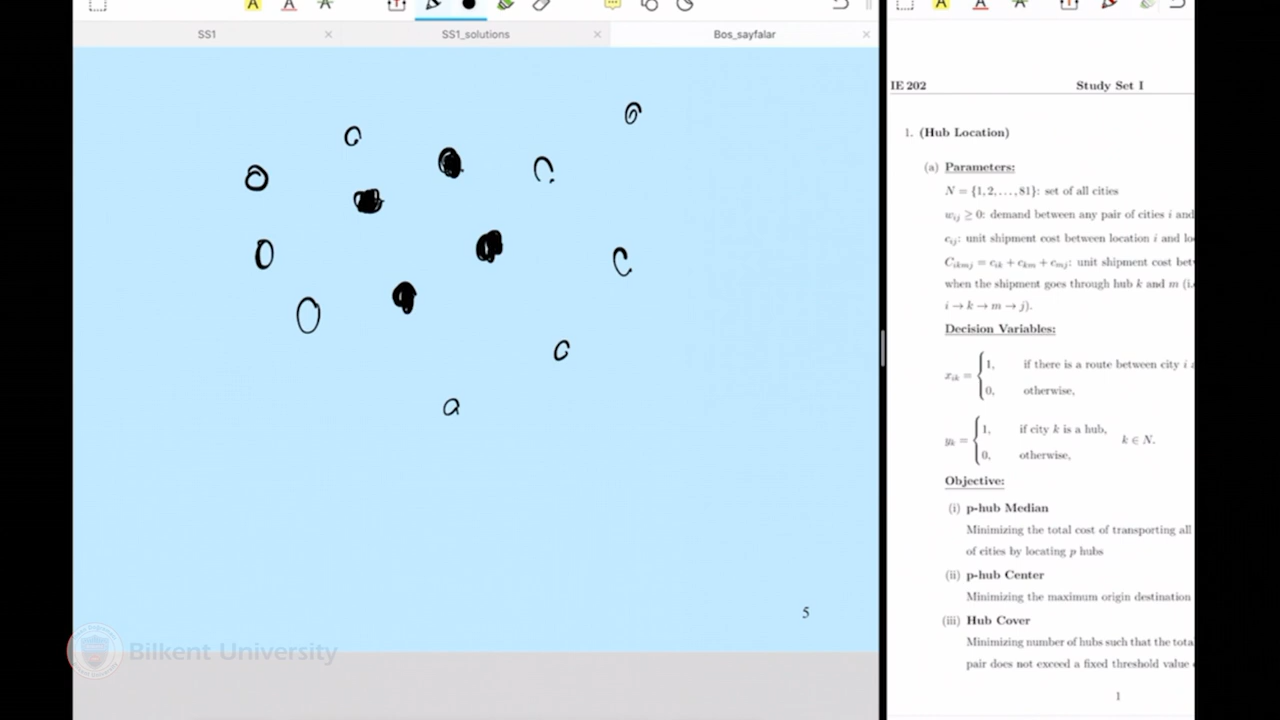 SS1
SS1_solutions
Bos_sayfalar
5
Bilkent University
IE 202 Study Set I
1. (Hub Location)
(a) Parameters:
N = {1, 2, . . . , 81}: set of all cities
w_ij ≥ 0: demand between any pair of cities i and
c_ij: unit shipment cost between location i and
C_ikmj = c_ik + c_km + c_mj: unit shipment cost
when the shipment goes through hub k and m (i.
i → k → m → j).
Decision Variables:
x_ik = { 1, if there is a route between city i
0, otherwise,
y_k = { 1, if city k is a hub, k ∈ N.
0, otherwise,
Objective:
(i) p-hub Median
Minimizing the total cost of transporting all
of cities by locating p hubs
(ii) p-hub Center
Minimizing the maximum origin destination
(iii) Hub Cover
Minimizing number of hubs such that the
pair does not exceed a fixed threshold value
1